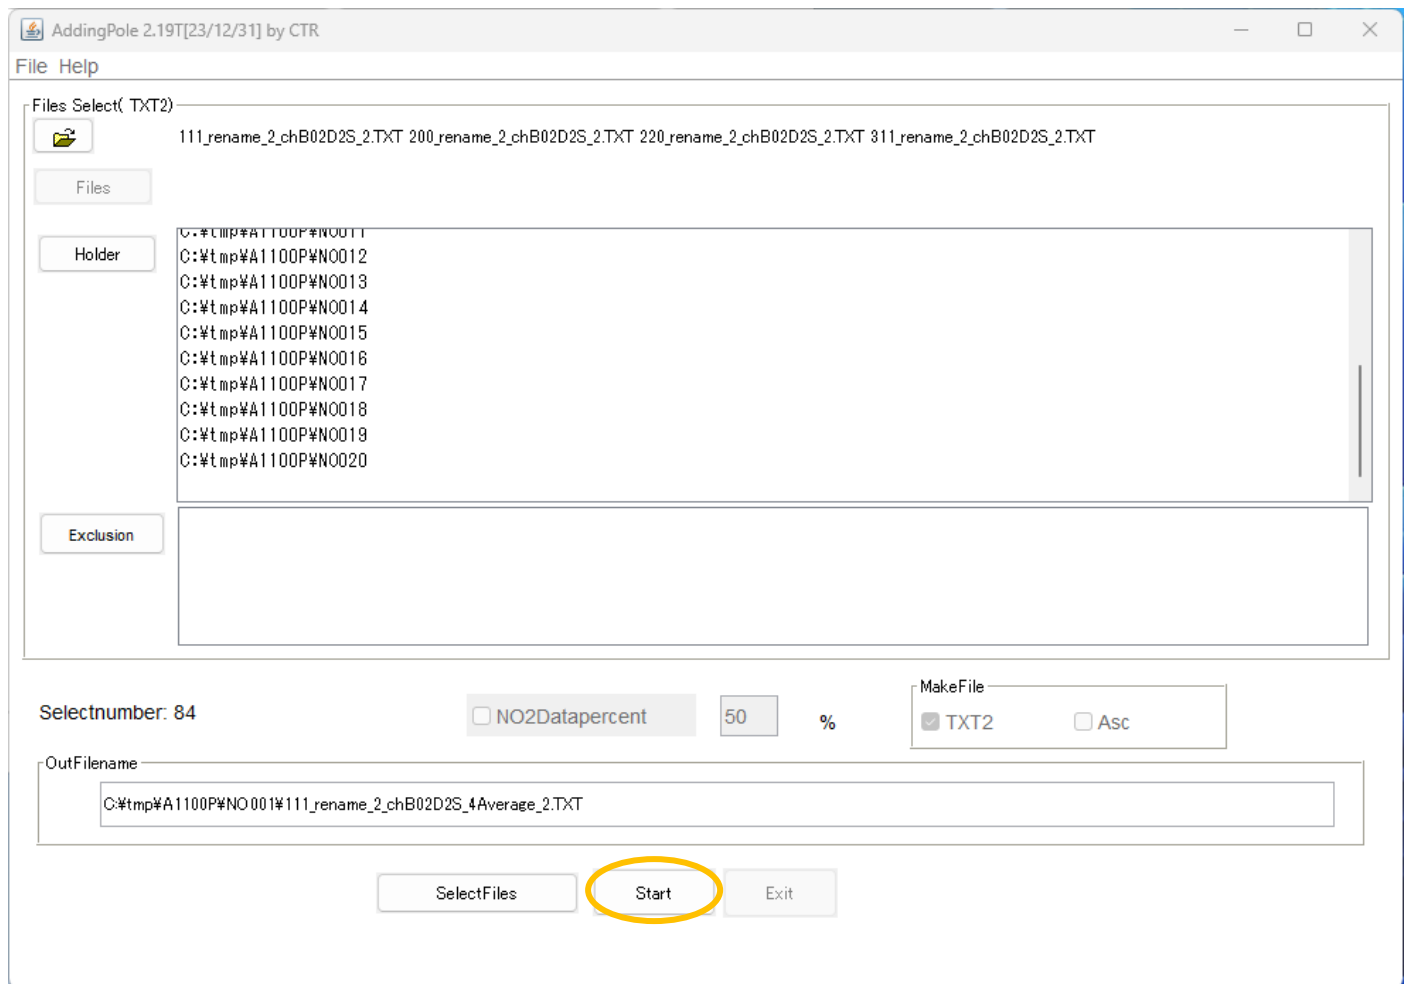 AddingPole 2.19T[23/12/31] by CTR
File Help
Files Select( TXT2)
111_rename_2_chB02D2S_2.TXT 200_rename_2_chB02D2S_2.TXT 220_rename_2_chB02D2S_2.TXT 311_rename_2_chB02D2S_2.TXT
Files
Holder
C:¥tmp¥A1100P¥NO011
C:¥tmp¥A1100P¥NO012
C:¥tmp¥A1100P¥NO013
C:¥tmp¥A1100P¥NO014
C:¥tmp¥A1100P¥NO015
C:¥tmp¥A1100P¥NO016
C:¥tmp¥A1100P¥NO017
C:¥tmp¥A1100P¥NO018
C:¥tmp¥A1100P¥NO019
C:¥tmp¥A1100P¥NO020
Exclusion
Selectnumber: 84
NO2Datapercent
50
%
MakeFile
TXT2
Asc
OutFilename
C:¥tmp¥A1100P¥NO001¥111_rename_2_chB02D2S_4Average_2.TXT
SelectFiles
Start
Exit